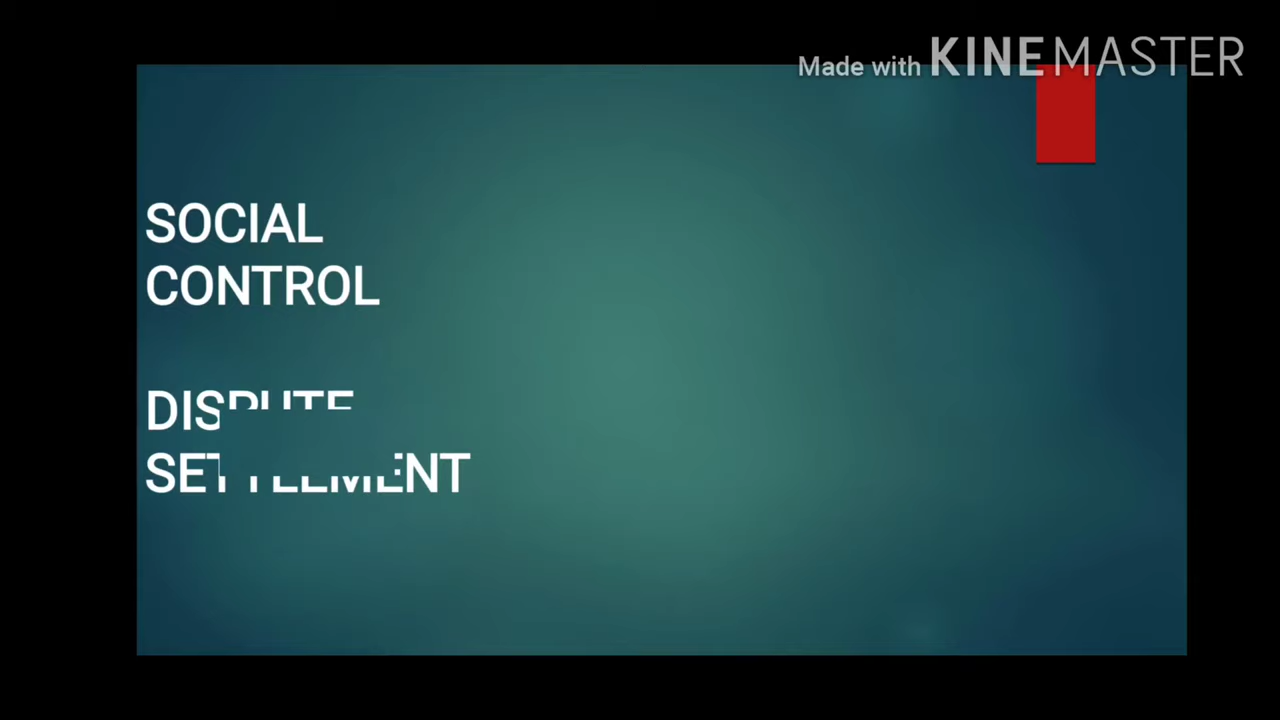 Made with KINEMASTER
SOCIAL
CONTROL
DISPUTE
SETTLEMENT